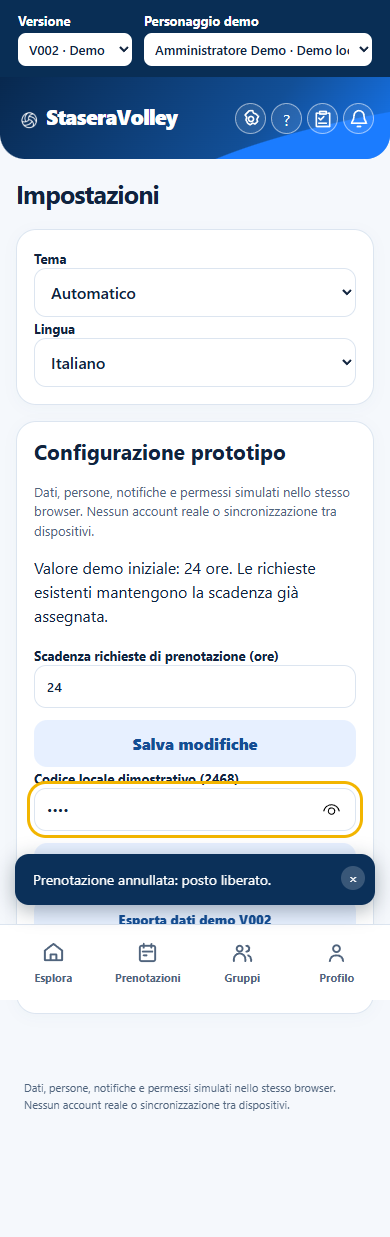 Versione
Personaggio demo
V002 · Demo
Amministratore Demo · Demo loc
StaseraVolley
?
Impostazioni
Tema
Automatico
Lingua
Italiano
Configurazione prototipo
Dati, persone, notifiche e permessi simulati nello stesso
browser. Nessun account reale o sincronizzazione tra
dispositivi.
Valore demo iniziale: 24 ore. Le richieste
esistenti mantengono la scadenza già
assegnata.
Scadenza richieste di prenotazione (ore)
24
Salva modifiche
Codice locale dimostrativo (2468)
••••
Prenotazione annullata: posto liberato.
×
Esporta dati demo V002
Esplora
Prenotazioni
Gruppi
Profilo
Dati, persone, notifiche e permessi simulati nello stesso browser.
Nessun account reale o sincronizzazione tra dispositivi.